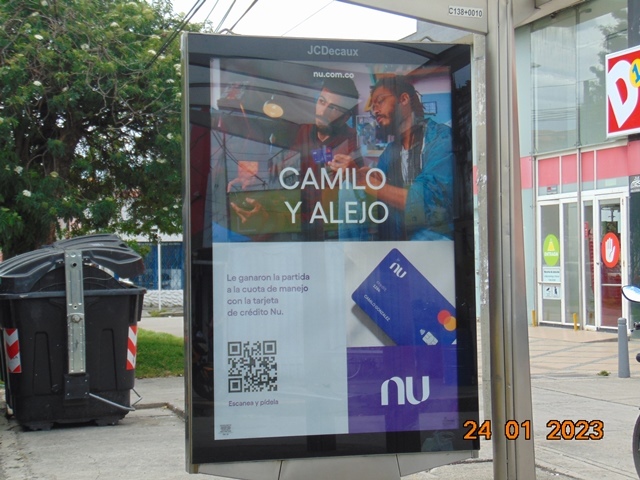 C138+0010
JCDecaux
nu.com.co
CAMILO
Y ALEJO
Le ganaron la partida
a la cuota de manejo
con la tarjeta
de crédito Nu.
nu
Escanea y pídela
nu
D1
24 01 2023